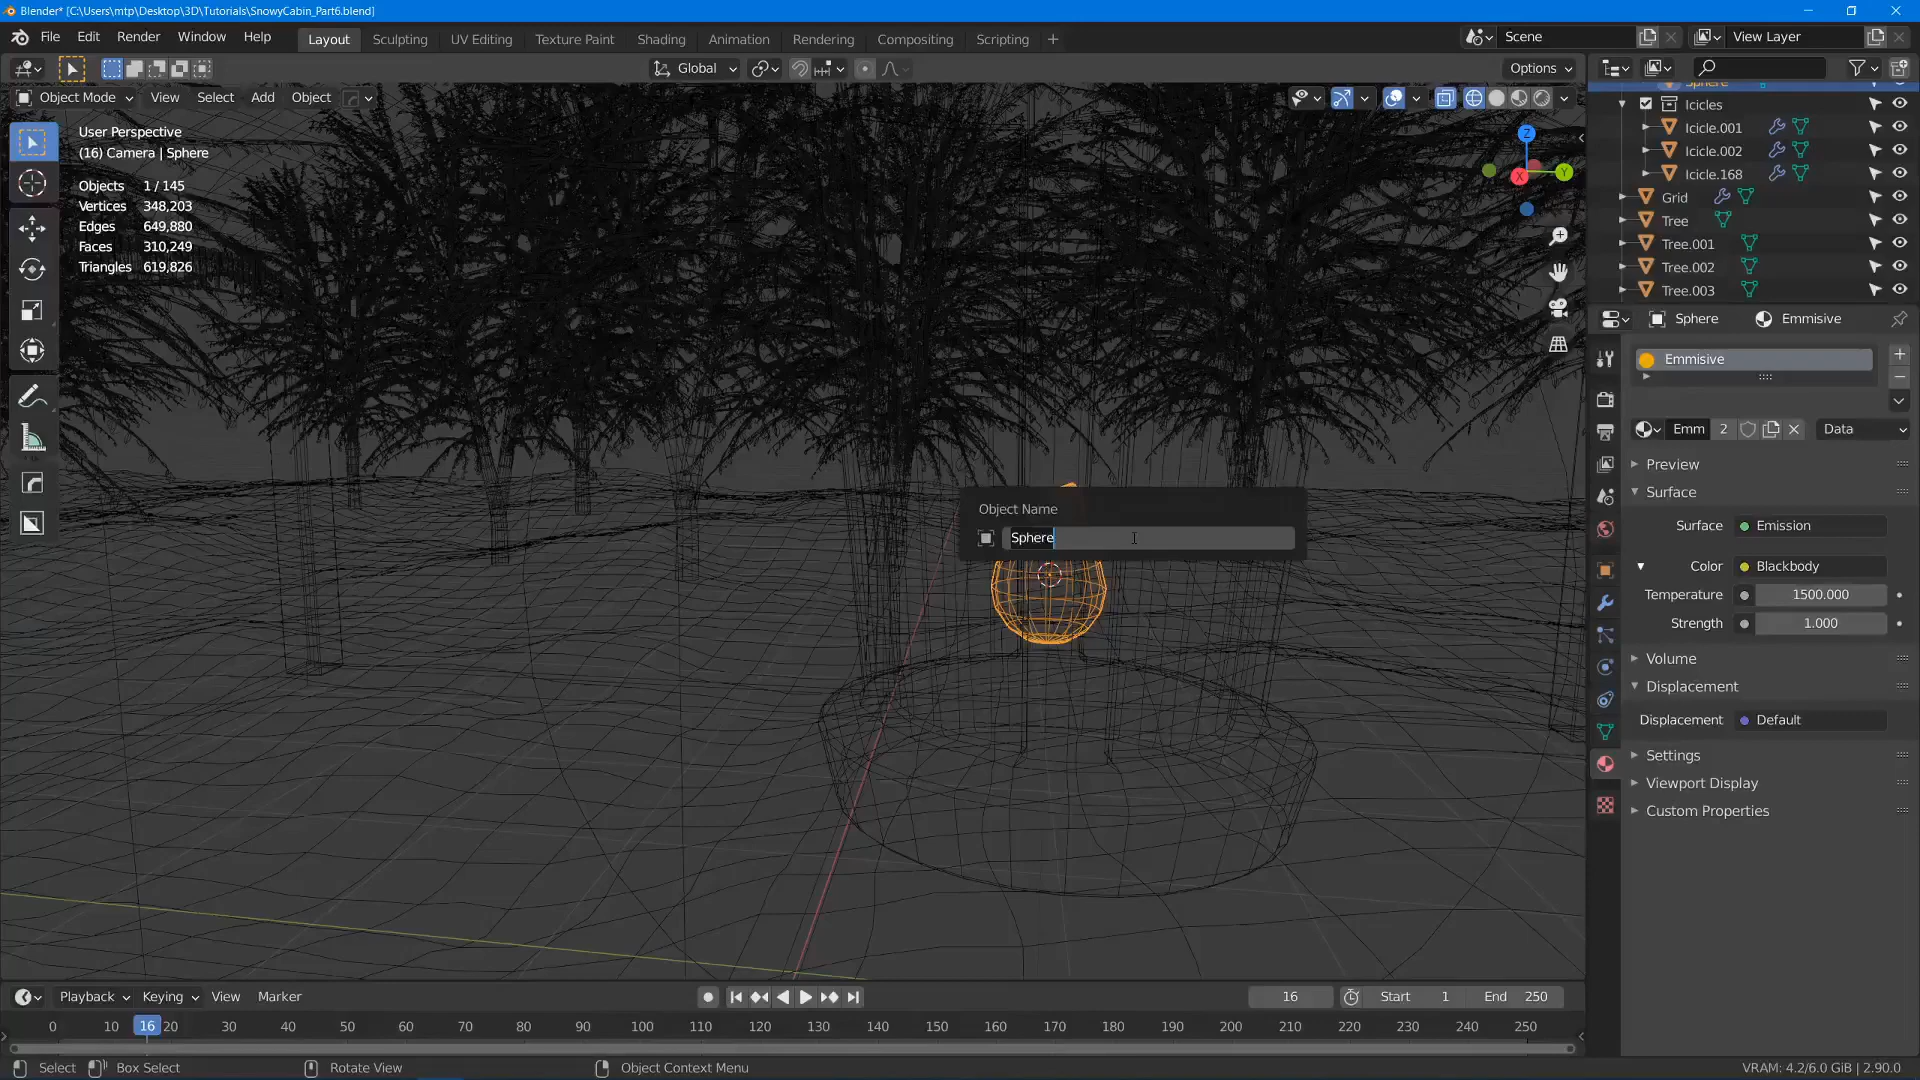 Blender* [C:\Users\mtp\Desktop\3D\Tutorials\SnowyCabin_Part6.blend]
File Edit Render Window Help Layout Sculpting UV Editing Texture Paint Shading Animation Rendering Compositing Scripting + Scene View Layer
Global Options
Object Mode View Select Add Object
User Perspective
(16) Camera | Sphere
Objects 1 / 145
Vertices 348,203
Edges 649,880
Faces 310,249
Triangles 619,826
Z
Y
X
Object Name
Sphere
Sphere
Icicles
Icicle.001
Icicle.002
Icicle.168
Grid
Tree
Tree.001
Tree.002
Tree.003
Sphere Emmisive
Emmisive
Emm 2 Data
Preview
Surface
Surface Emission
Color Blackbody
Temperature 1500.000
Strength 1.000
Volume
Displacement
Displacement Default
Settings
Viewport Display
Custom Properties
Playback Keying View Marker 16 Start 1 End 250
0 10 16 20 30 40 50 60 70 80 90 100 110 120 130 140 150 160 170 180 190 200 210 220 230 240 250
Select Box Select Rotate View Object Context Menu VRAM: 4.2/6.0 GiB | 2.90.0